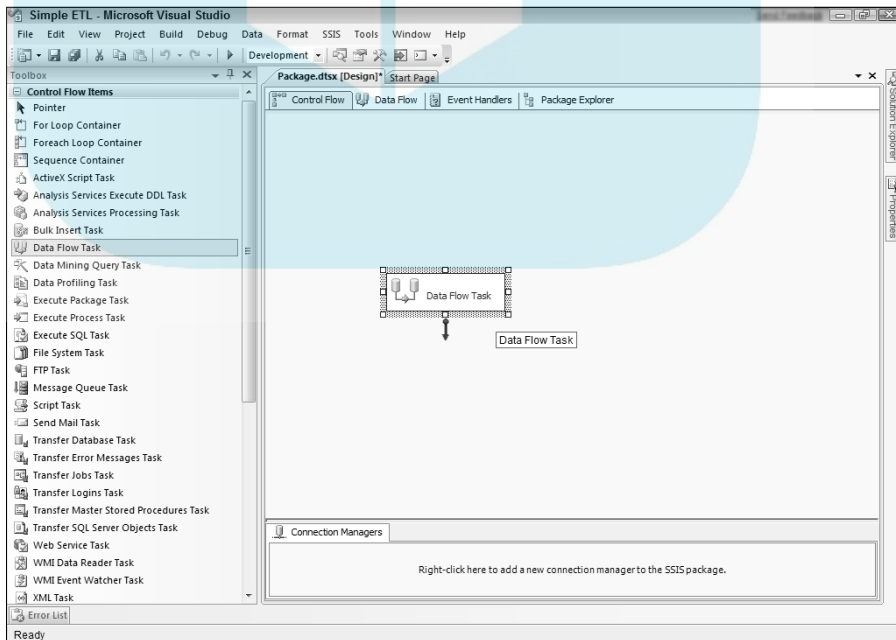 Simple ETL - Microsoft Visual Studio
File Edit View Project Build Debug Data Format SSIS Tools Window Help
Development
Toolbox
Control Flow Items
Pointer
For Loop Container
Foreach Loop Container
Sequence Container
ActiveX Script Task
Analysis Services Execute DDL Task
Analysis Services Processing Task
Bulk Insert Task
Data Flow Task
Data Mining Query Task
Data Profiling Task
Execute Package Task
Execute Process Task
Execute SQL Task
File System Task
FTP Task
Message Queue Task
Script Task
Send Mail Task
Transfer Database Task
Transfer Error Messages Task
Transfer Jobs Task
Transfer Logins Task
Transfer Master Stored Procedures Task
Transfer SQL Server Objects Task
Web Service Task
WMI Data Reader Task
WMI Event Watcher Task
XML Task
Package.dtsx [Design]* Start Page
Control Flow Data Flow Event Handlers Package Explorer
Data Flow Task
Data Flow Task
Connection Managers
Right-click here to add a new connection manager to the SSIS package.
Solution Explorer
Properties
Error List
Ready